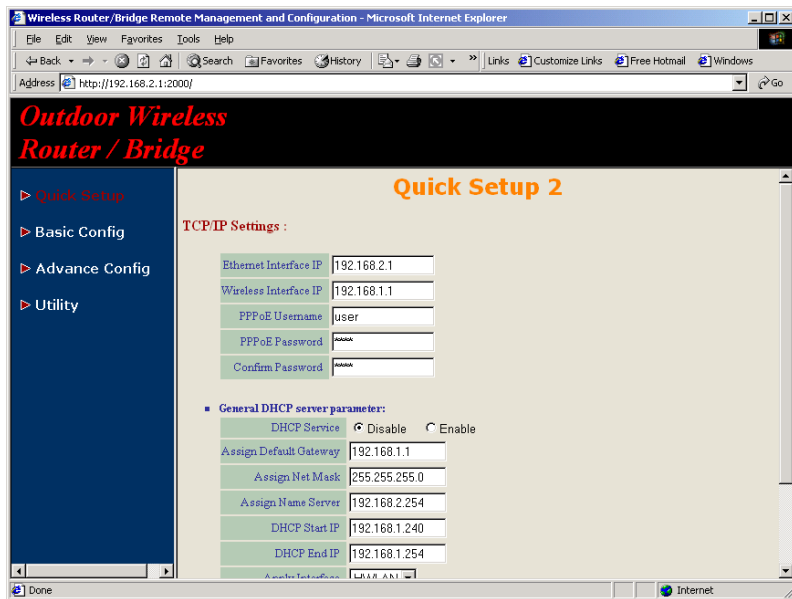 Wireless Router/Bridge Remote Management and Configuration - Microsoft Internet Explorer
File Edit View Favorites Tools Help
Back Search Favorites History » Links Customize Links Free Hotmail Windows
Address http://192.168.2.1:2000/ Go
Outdoor Wireless
Router / Bridge
Quick Setup
Basic Config
Advance Config
Utility
Quick Setup 2
TCP/IP Settings :
Ethernet Interface IP 192.168.2.1
Wireless Interface IP 192.168.1.1
PPPoE Username user
PPPoE Password ****
Confirm Password ****
General DHCP server parameter:
DHCP Service Disable Enable
Assign Default Gateway 192.168.1.1
Assign Net Mask 255.255.255.0
Assign Name Server 192.168.2.254
DHCP Start IP 192.168.1.240
DHCP End IP 192.168.1.254
Apply Interface HWLAN
Done Internet